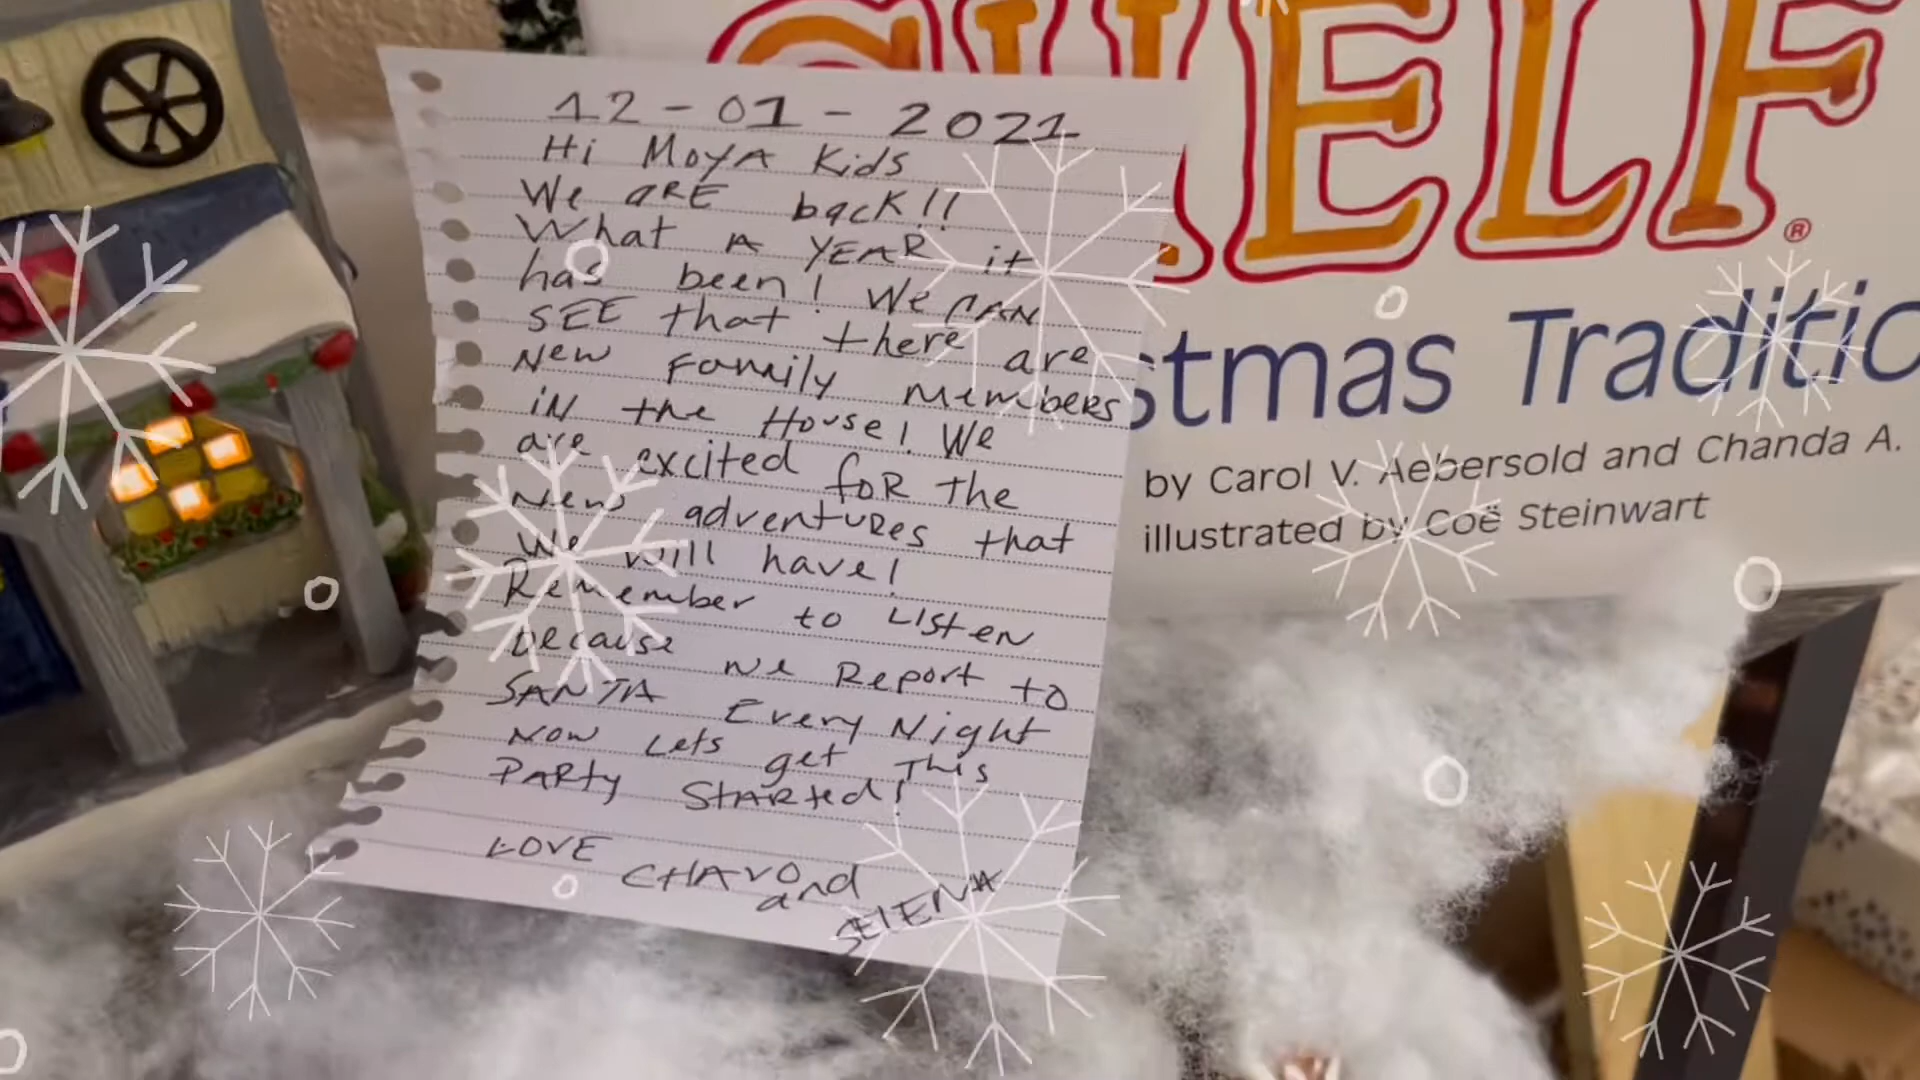 12-01-2021
Hi MoyA Kids
We ARE back!!
What A YEAR it
has been! We CAN
SEE that there are
New Family Members
iN the House! We
are excited foR The
New adventuREs that
We will have!
Remember to Listen
because we Report to
SANTA Every Night
Now Lets get This
PARty StARted!
LOVE
CHAVO and
SELENA
SHELF
®
stmas Traditio
by Carol V. Aebersold and Chanda A.
illustrated by Coë Steinwart